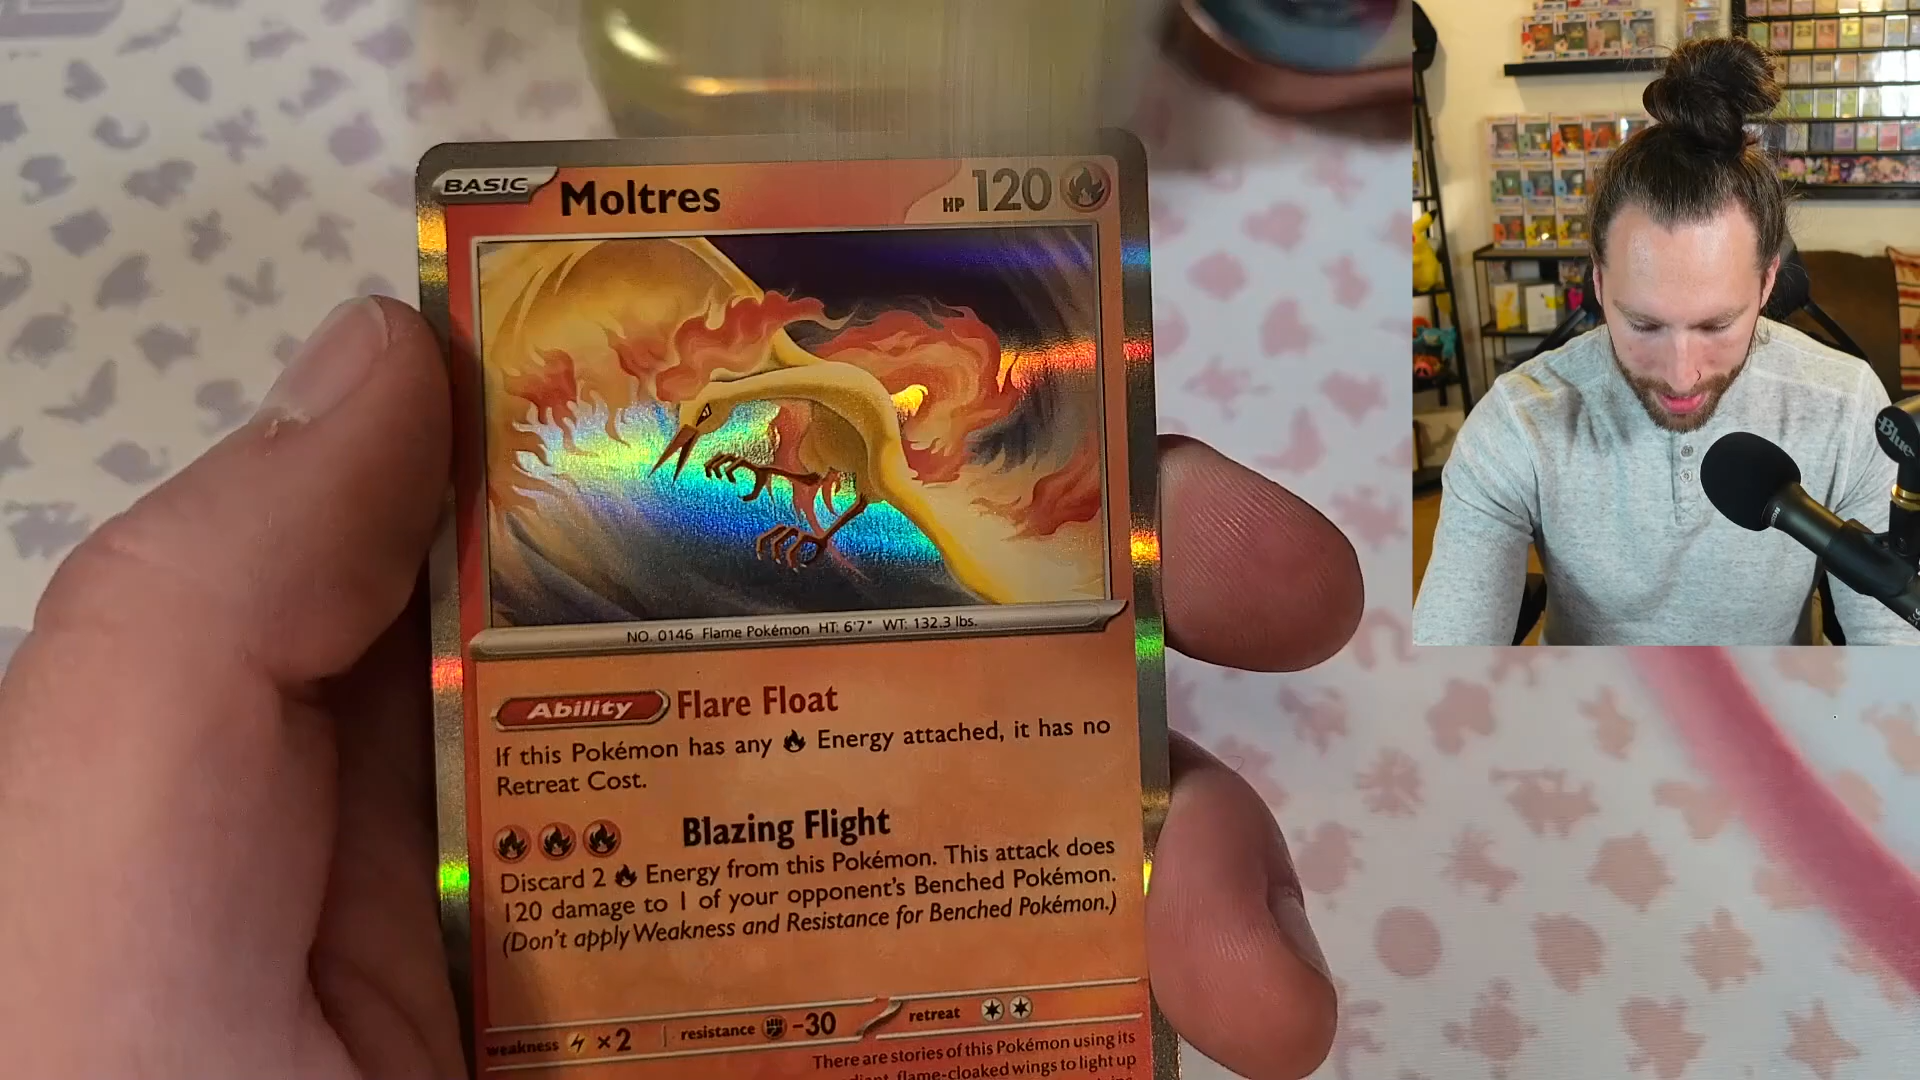 BASIC Moltres HP 120
NO. 0146 Flame Pokémon HT: 6'7" WT: 132.3 lbs.
Ability Flare Float
If this Pokémon has any Energy attached, it has no
Retreat Cost.
Blazing Flight
Discard 2 Energy from this Pokémon. This attack does
120 damage to 1 of your opponent's Benched Pokémon.
(Don't apply Weakness and Resistance for Benched Pokémon.)
weakness ×2 resistance -30 retreat
There are stories of this Pokémon using its
flame-cloaked wings to light up
Blue